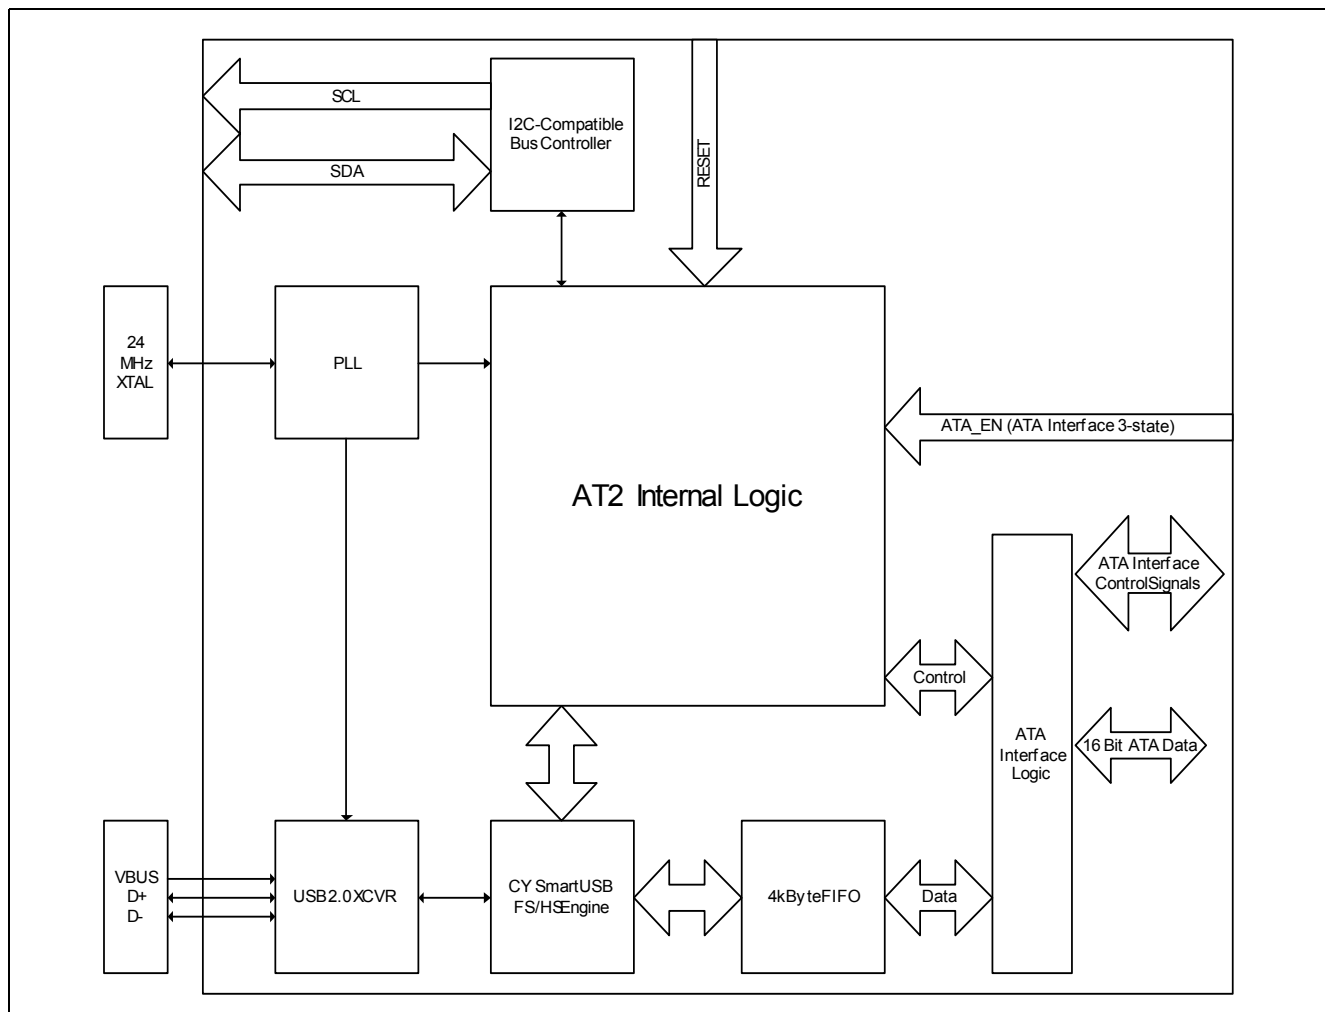 SCL
I2C-Compatible
Bus Controller
SDA
RESET
24
MHz
XTAL
PLL
ATA_EN (ATA Interface 3-state)
AT2 Internal Logic
ATA Interface
ControlSignals
Control
ATA
Interface
Logic
16 Bit ATA Data
VBUS
D+
D-
USB2.0XCVR
CY SmartUSB
FS/HSEngine
4kByteFIFO
Data